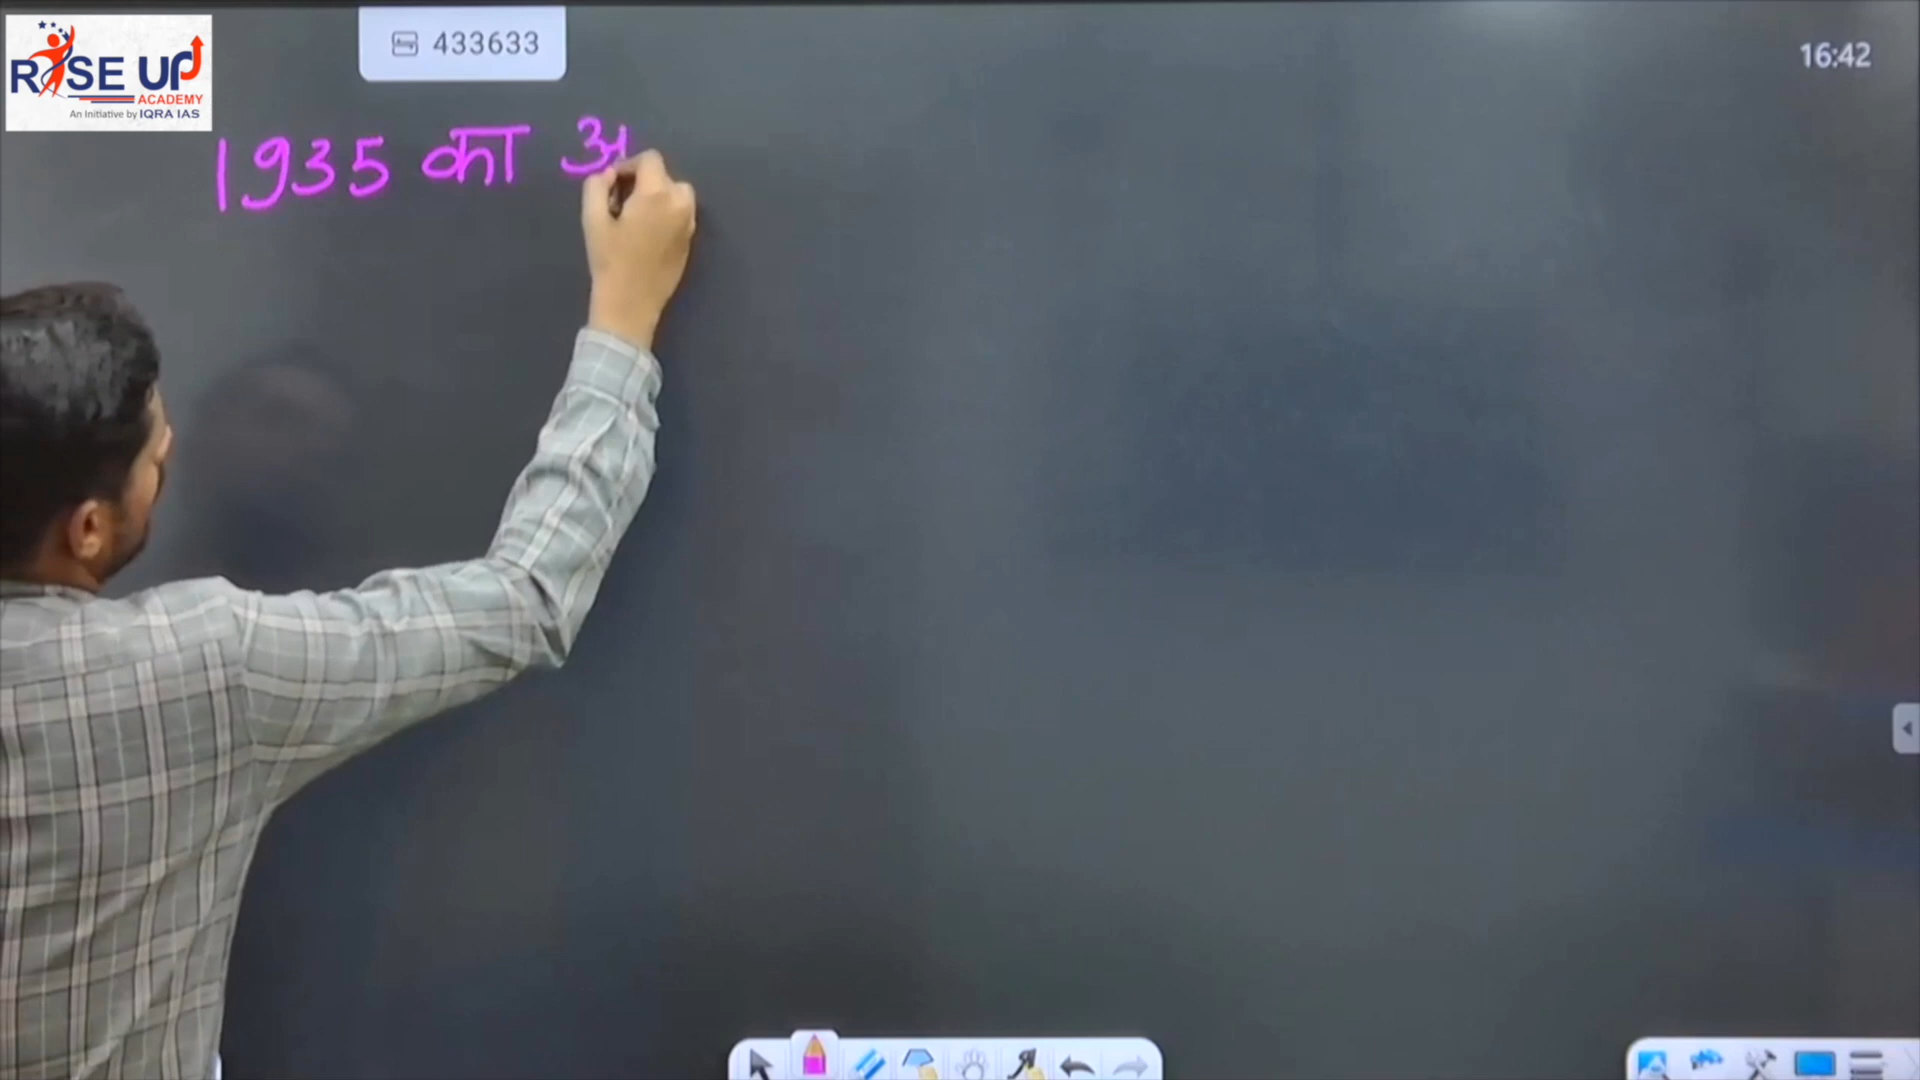 RISE UP
ACADEMY
An Initiative by IQRA IAS
433633
16:42
1935 का अ